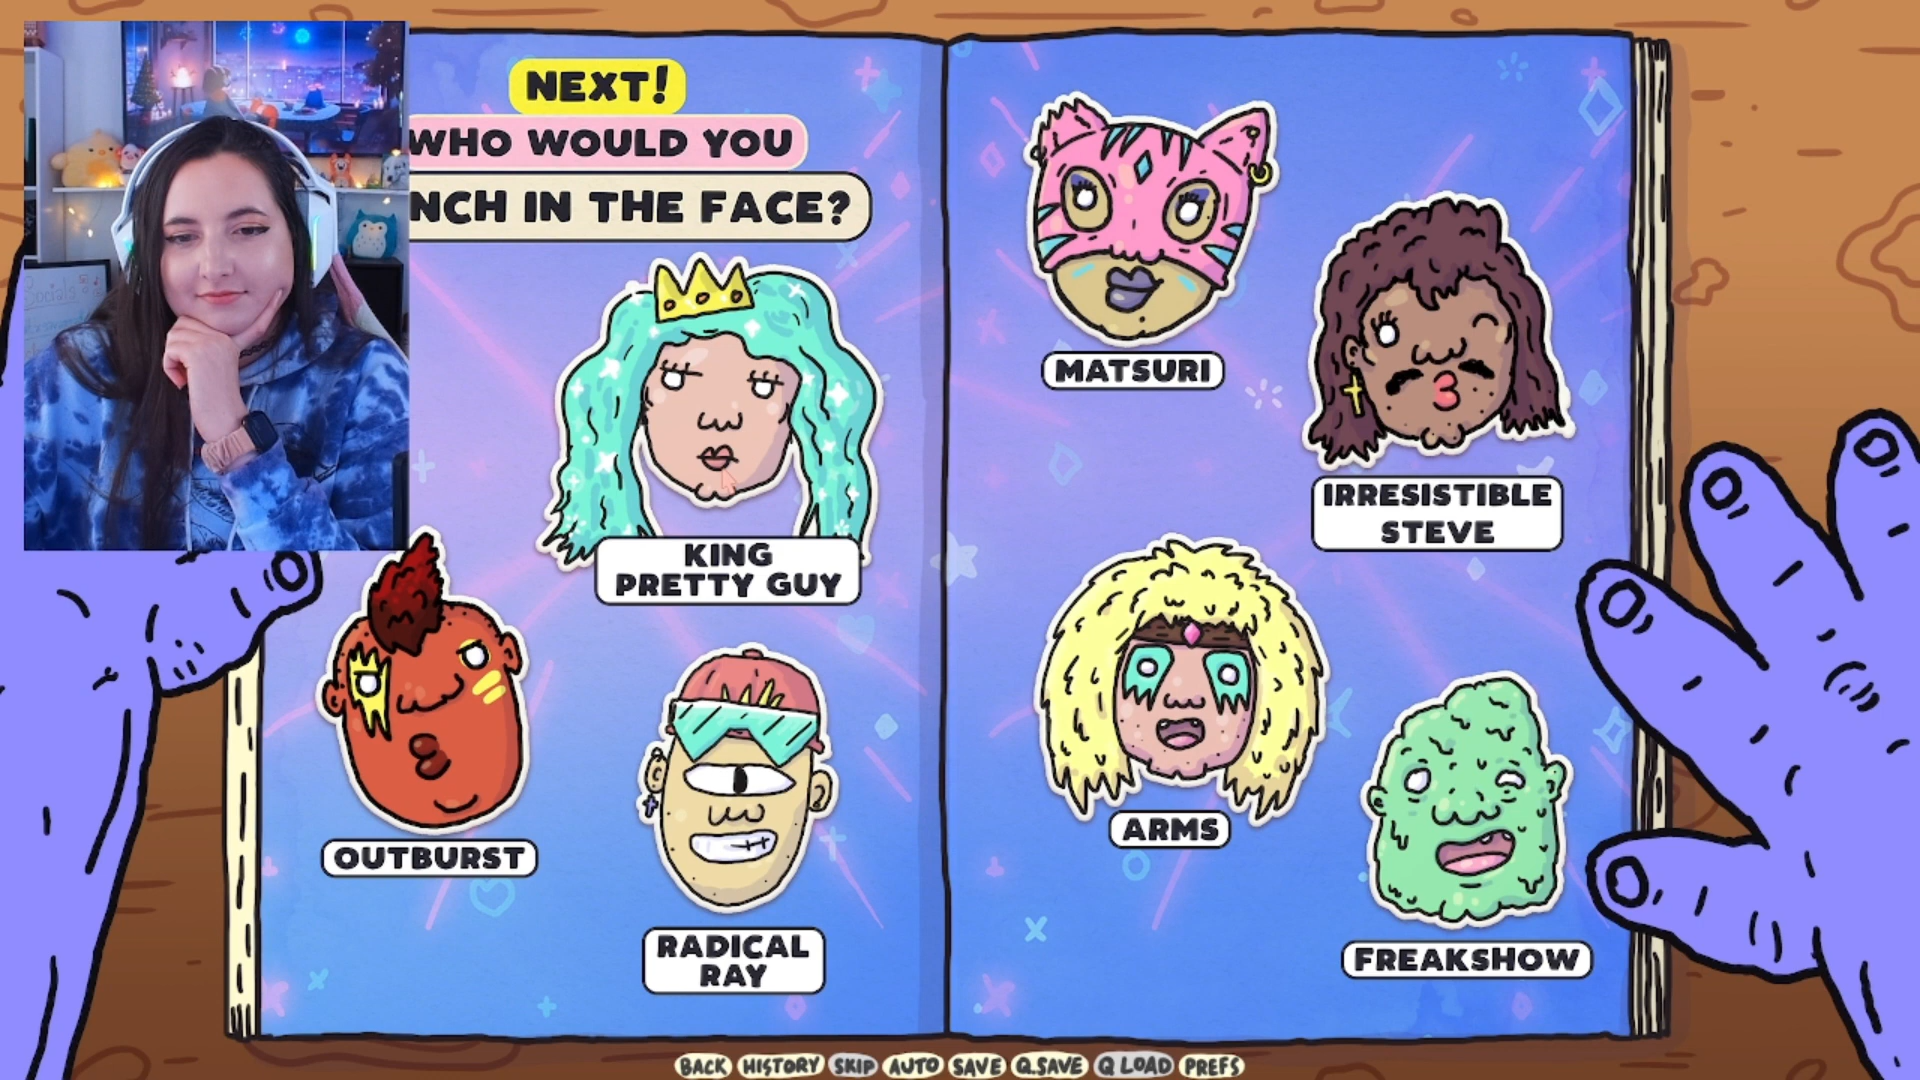 NEXT!
WHO WOULD YOU
NCH IN THE FACE?
MATSURI
IRRESISTIBLE
STEVE
KING
PRETTY GUY
OUTBURST
ARMS
RADICAL
RAY
FREAKSHOW
Socials
BACK HISTORY SKIP AUTO SAVE Q.SAVE Q.LOAD PREFS